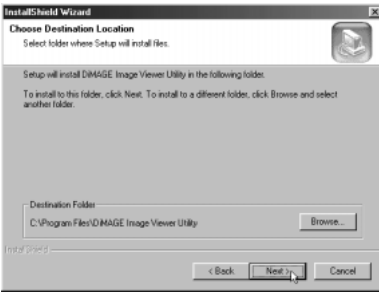 InstallShield Wizard
Choose Destination Location
Select folder where Setup will install files.
Setup will install DiMAGE Image Viewer Utility in the following folder.
To install to this folder, click Next. To install to a different folder, click Browse and select
another folder.
Destination Folder
C:\Program Files\DiMAGE Image Viewer Utility
Browse...
InstallShield
< Back
Next >
Cancel